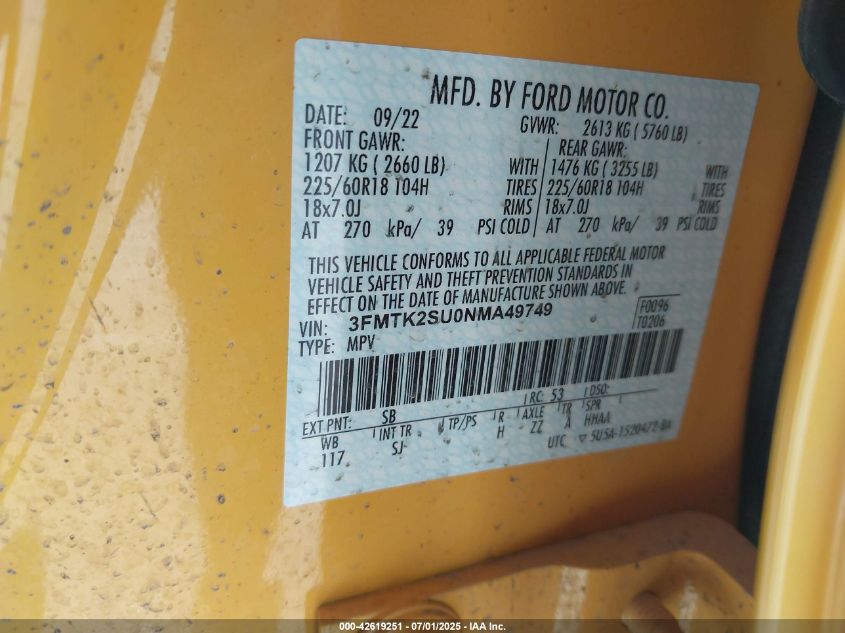 MFD. BY FORD MOTOR CO.
DATE: 09/22 GVWR: 2613 KG ( 5760 LB)
FRONT GAWR: REAR GAWR:
1207 KG ( 2660 LB) WITH 1476 KG ( 3255 LB) WITH
225/60R18 104H TIRES 225/60R18 104H TIRES
18x7.0J RIMS 18x7.0J RIMS
AT 270 kPa/ 39 PSI COLD AT 270 kPa/ 39 PSI COLD
THIS VEHICLE CONFORMS TO ALL APPLICABLE FEDERAL MOTOR
VEHICLE SAFETY AND THEFT PREVENTION STANDARDS IN
EFFECT ON THE DATE OF MANUFACTURE SHOWN ABOVE.
VIN: 3FMTK2SU0NMA49749 F0096
TYPE: MPV T0206
EXT PNT: SB RC: 53 DSO:
WB INT TR TP/PS R AXLE TR SPR
117 SJ H ZZ A HHAA
UTC ▽ 5U5A-1520472-BA
000-42619251 - 07/01/2025 - IAA Inc.